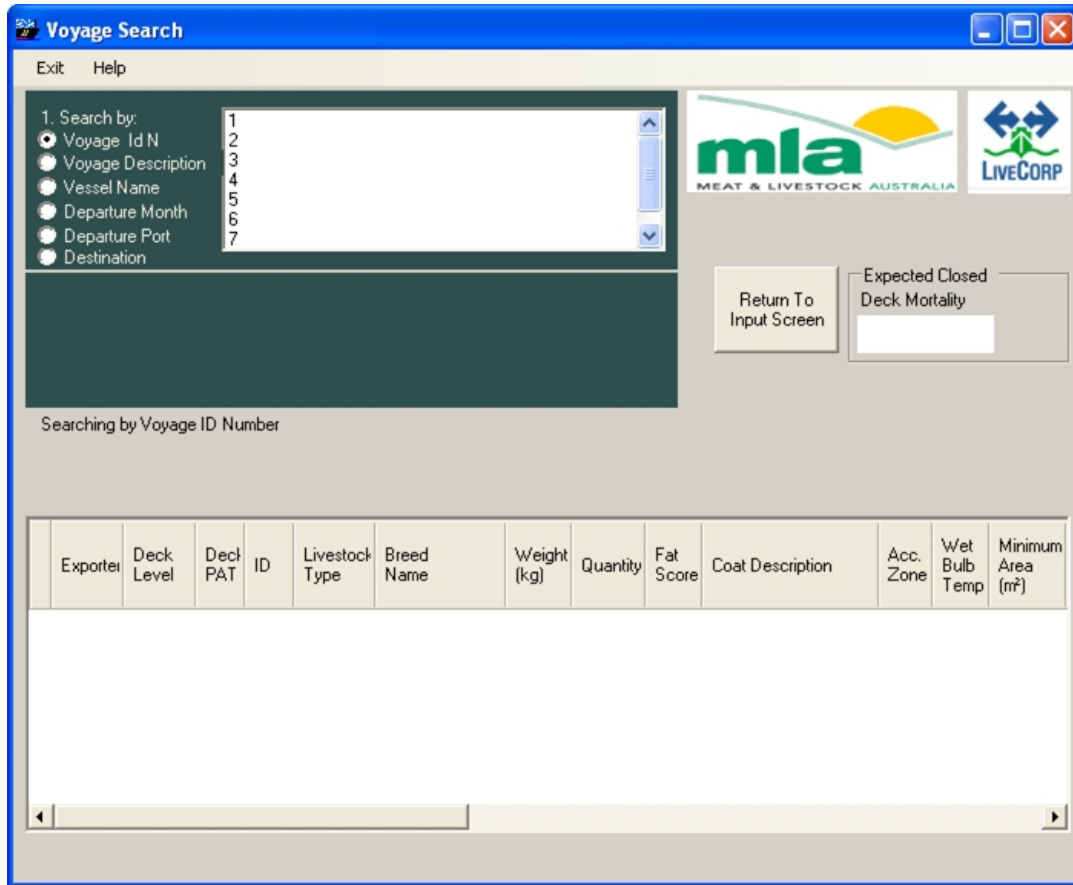 Voyage Search
Exit Help
1. Search by:
Voyage Id N
Voyage Description
Vessel Name
Departure Month
Departure Port
Destination
1
2
3
4
5
6
7
mla
MEAT & LIVESTOCK AUSTRALIA
LIVECORP
Return To
Input Screen
Expected Closed
Deck Mortality
Searching by Voyage ID Number
Exporter
Deck
Level
Deck
PAT
ID
Livestock
Type
Breed
Name
Weight
(kg)
Quantity
Fat
Score
Coat Description
Acc.
Zone
Wet
Bulb
Temp
Minimum
Area
(m²)